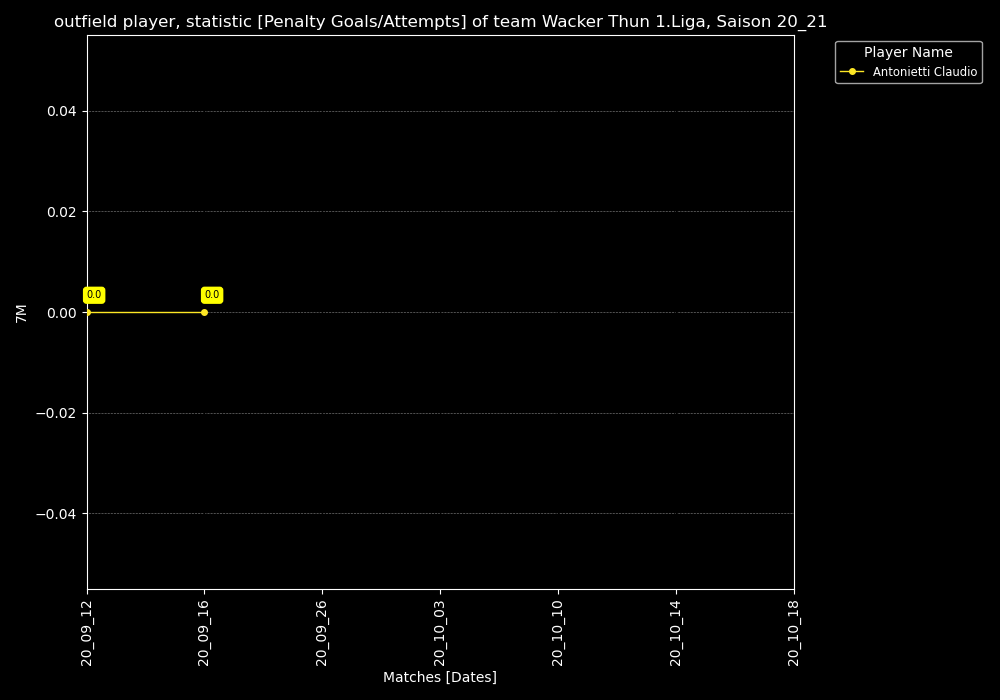 outfield player, statistic [Penalty Goals/Attempts] of team Wacker Thun 1.Liga, Saison 20_21
Player Name
Antonietti Claudio
0.04
0.02
0.00
−0.02
−0.04
7M
0.0
0.0
20_09_12
20_09_16
20_09_26
20_10_03
20_10_10
20_10_14
20_10_18
Matches [Dates]